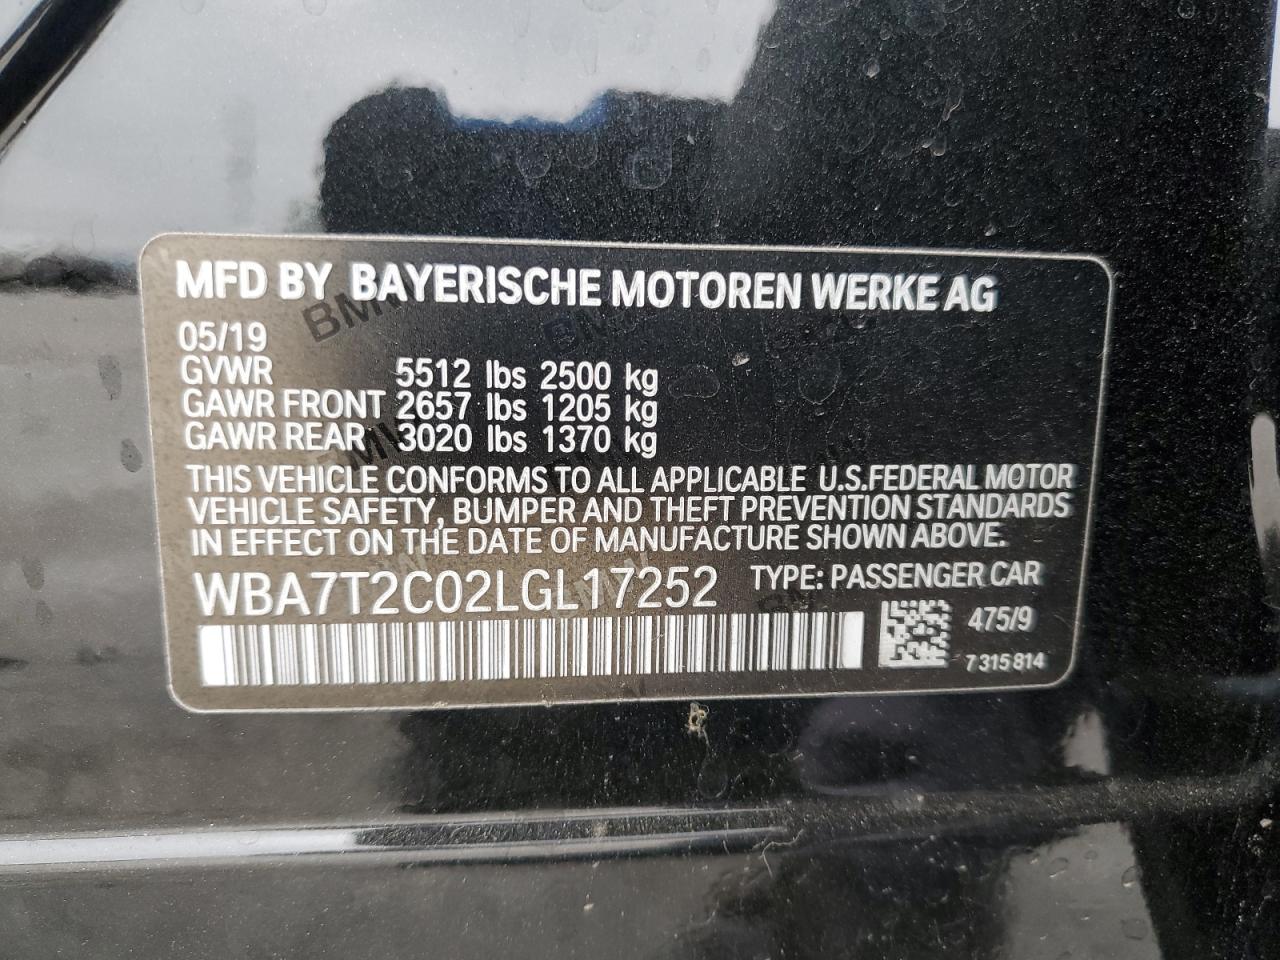 MFD BY BAYERISCHE MOTOREN WERKE AG
05/19
GVWR 5512 lbs 2500 kg
GAWR FRONT 2657 lbs 1205 kg
GAWR REAR 3020 lbs 1370 kg
THIS VEHICLE CONFORMS TO ALL APPLICABLE U.S.FEDERAL MOTOR
VEHICLE SAFETY, BUMPER AND THEFT PREVENTION STANDARDS
IN EFFECT ON THE DATE OF MANUFACTURE SHOWN ABOVE.
WBA7T2C02LGL17252 TYPE: PASSENGER CAR
475/9
7 315 814